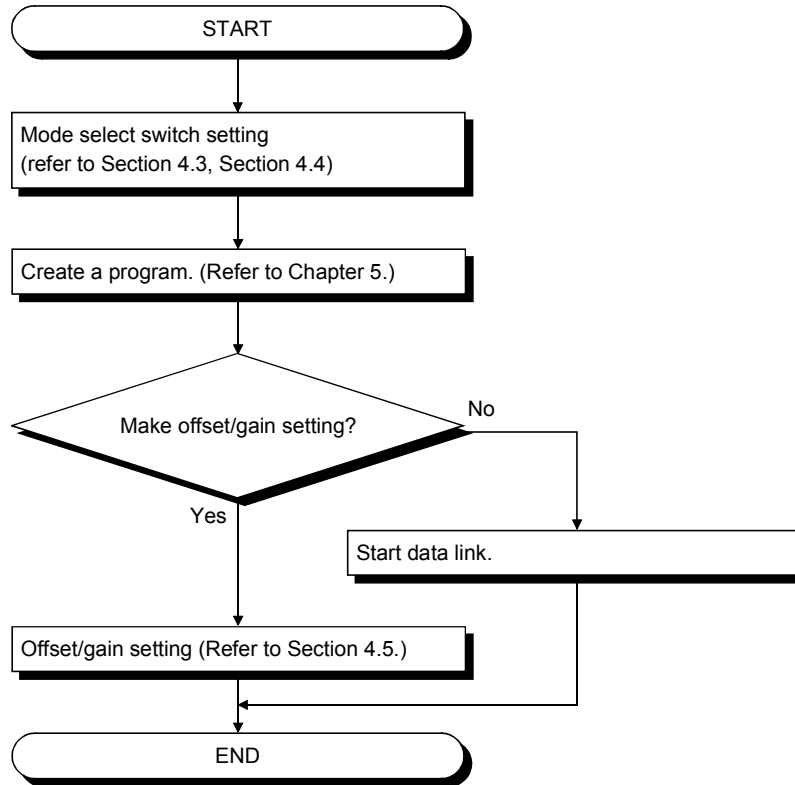 START
Mode select switch setting
(refer to Section 4.3, Section 4.4)
Create a program. (Refer to Chapter 5.)
Make offset/gain setting?
No
Yes
Start data link.
Offset/gain setting (Refer to Section 4.5.)
END